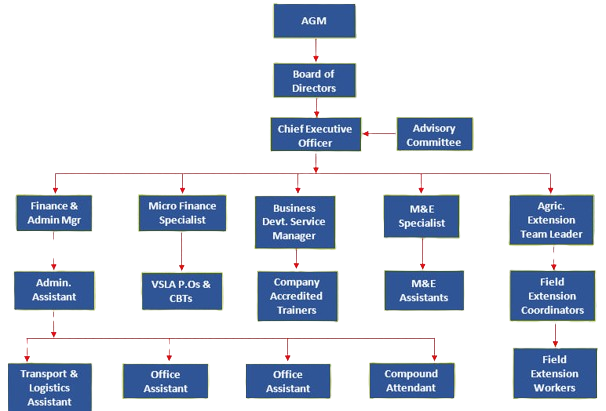 AGM
Board of
Directors
Chief Executive
Officer
Advisory
Committee
Finance &
Admin Mgr
Micro Finance
Specialist
Business
Devt. Service
Manager
M&E
Specialist
Agric.
Extension
Team Leader
Admin.
Assistant
VSLA P.Os &
CBTs
Company
Accredited
Trainers
M&E
Assistants
Field
Extension
Coordinators
Transport &
Logistics
Assistant
Office
Assistant
Office
Assistant
Compound
Attendant
Field
Extension
Workers